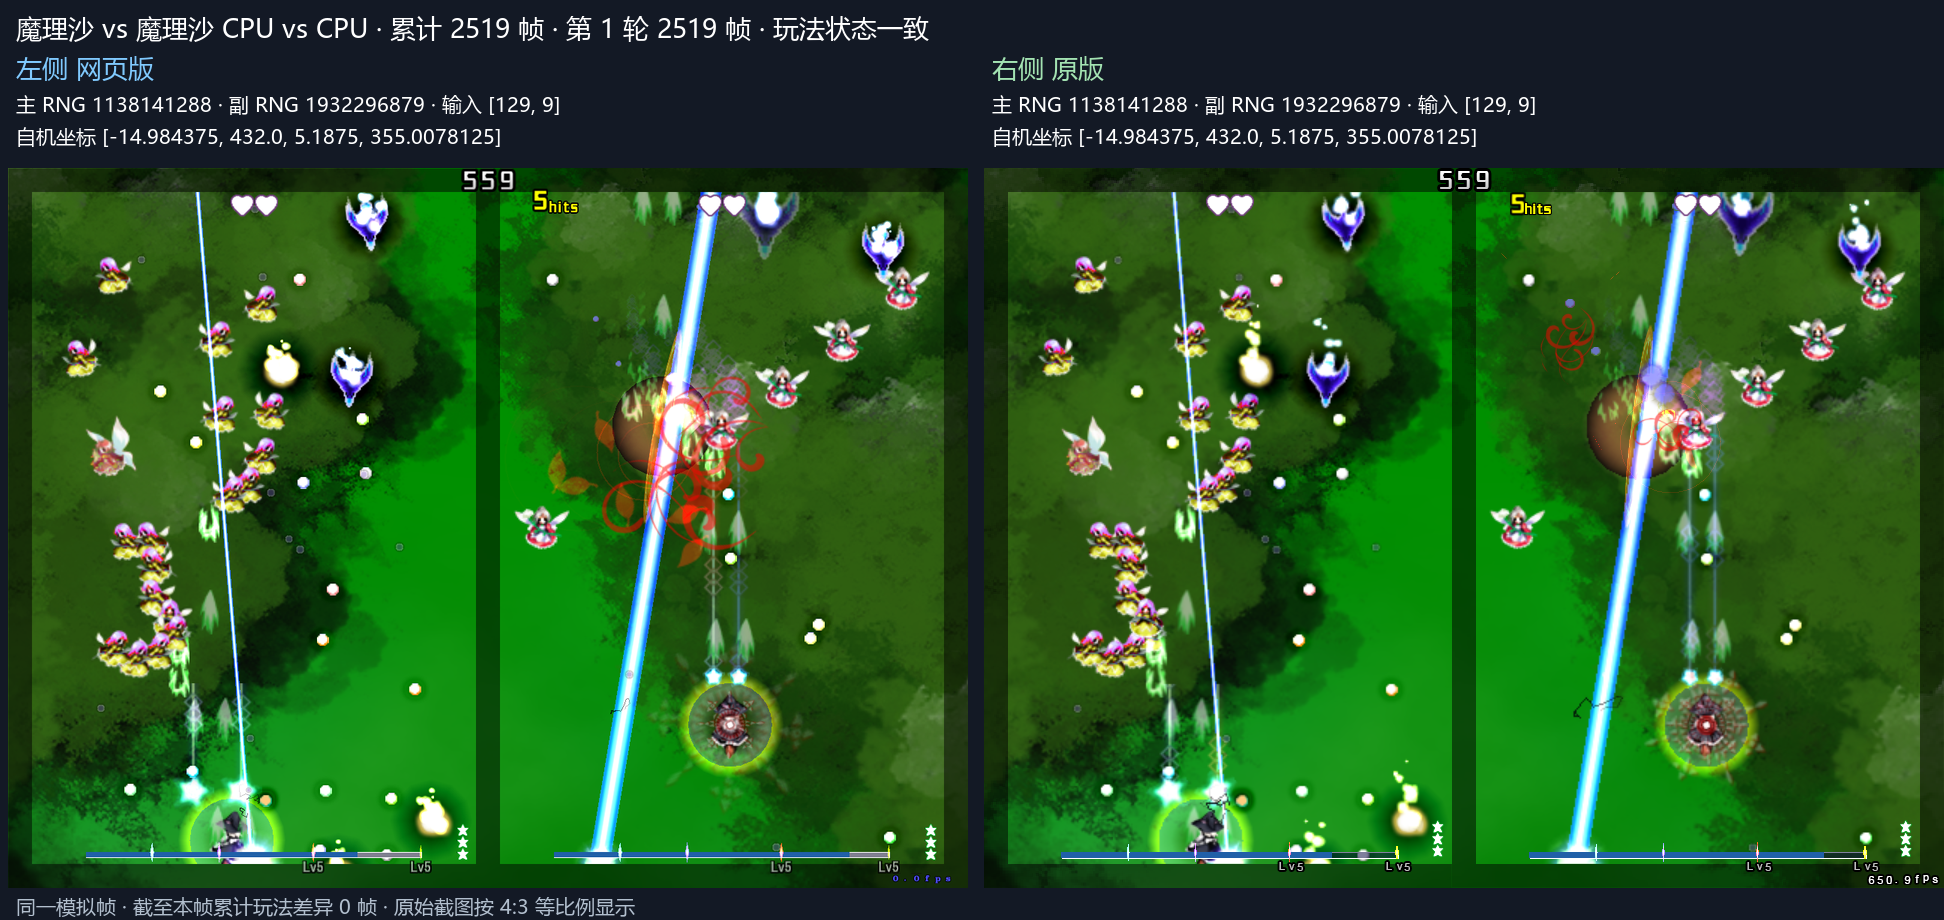 魔理沙 vs 魔理沙 CPU vs CPU · 累计 2519 帧 · 第 1 轮 2519 帧 · 玩法状态一致
左侧 网页版
主 RNG 1138141288 · 副 RNG 1932296879 · 输入 [129, 9]
自机坐标 [-14.984375, 432.0, 5.1875, 355.0078125]
右侧 原版
主 RNG 1138141288 · 副 RNG 1932296879 · 输入 [129, 9]
自机坐标 [-14.984375, 432.0, 5.1875, 355.0078125]
559
5hits
Lv5 Lv5
Lv5 Lv5
0.0fps
559
5hits
Lv5 Lv5
Lv5 Lv5
650.9fps
同一模拟帧 · 截至本帧累计玩法差异 0 帧 · 原始截图按 4:3 等比例显示